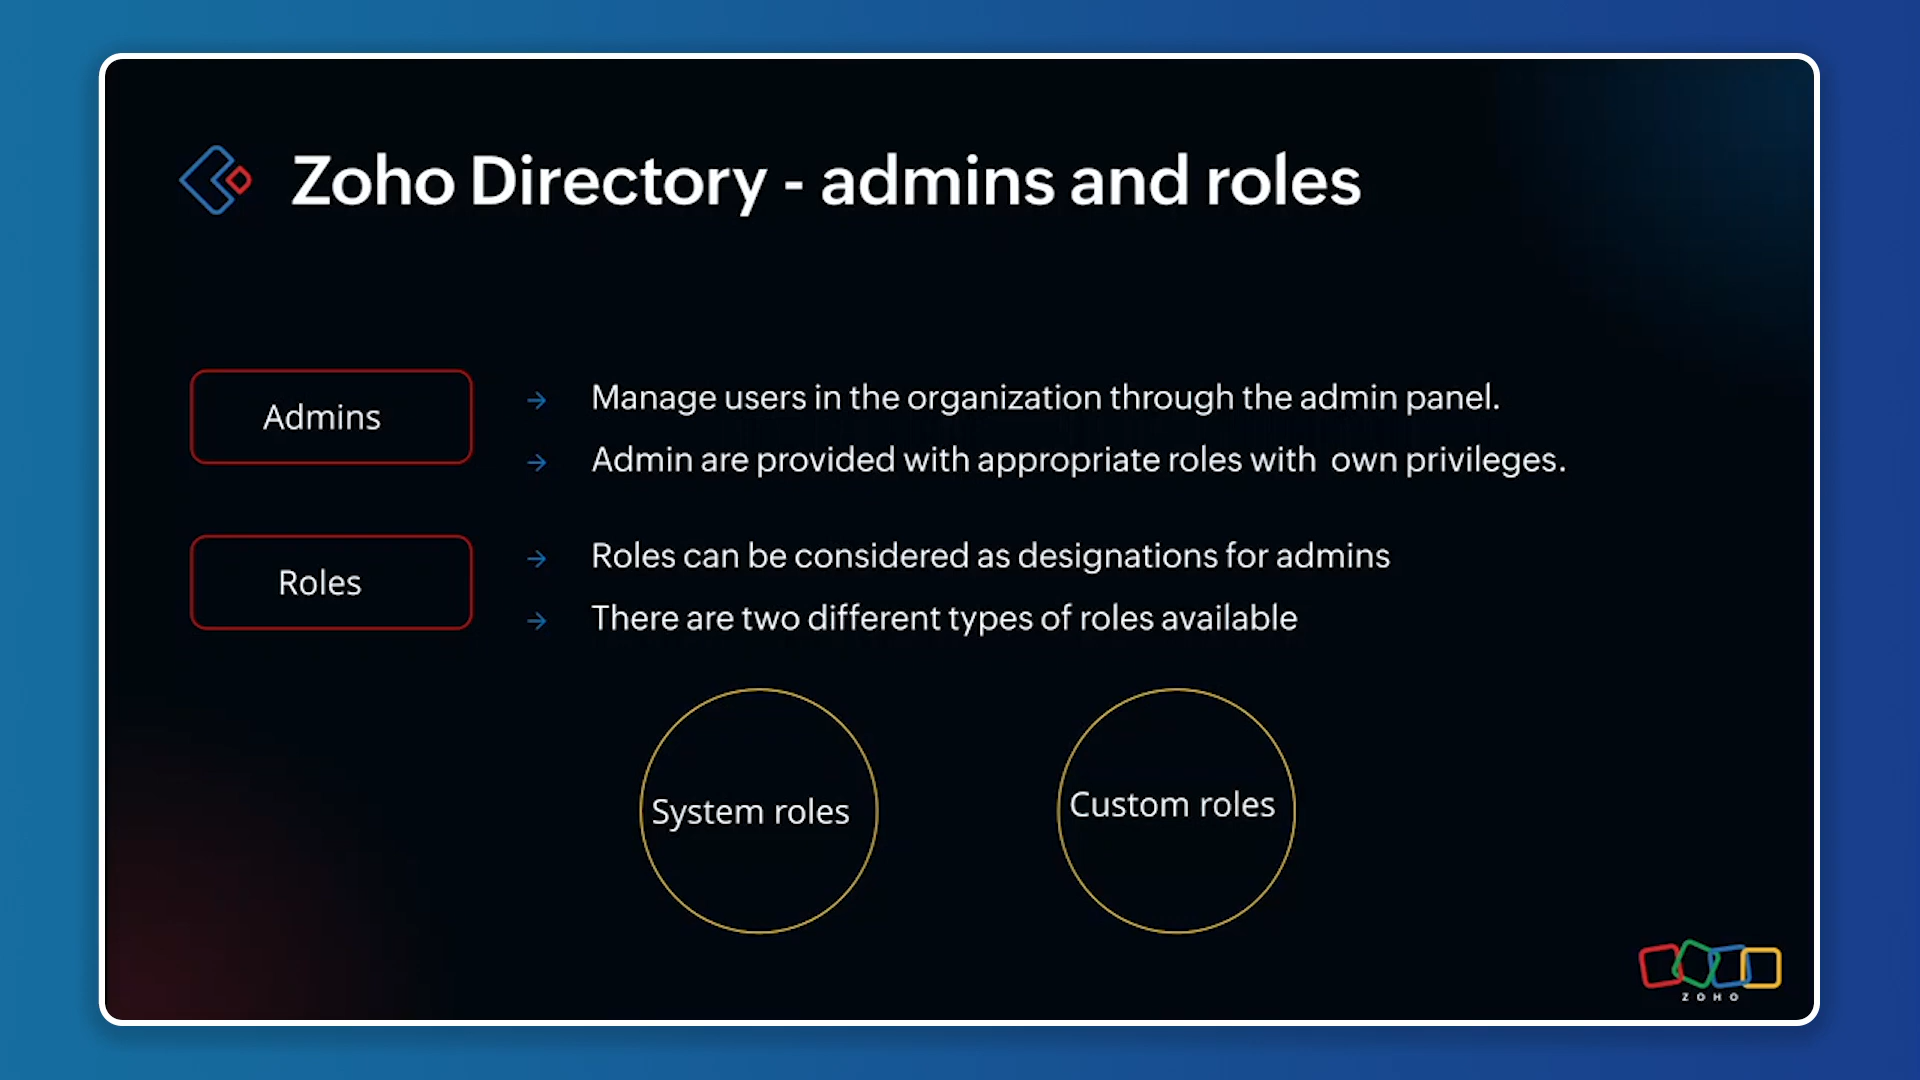 Zoho Directory - admins and roles
Admins
→ Manage users in the organization through the admin panel.
→ Admin are provided with appropriate roles with own privileges.
Roles
→ Roles can be considered as designations for admins
→ There are two different types of roles available
System roles
Custom roles
ZOHO